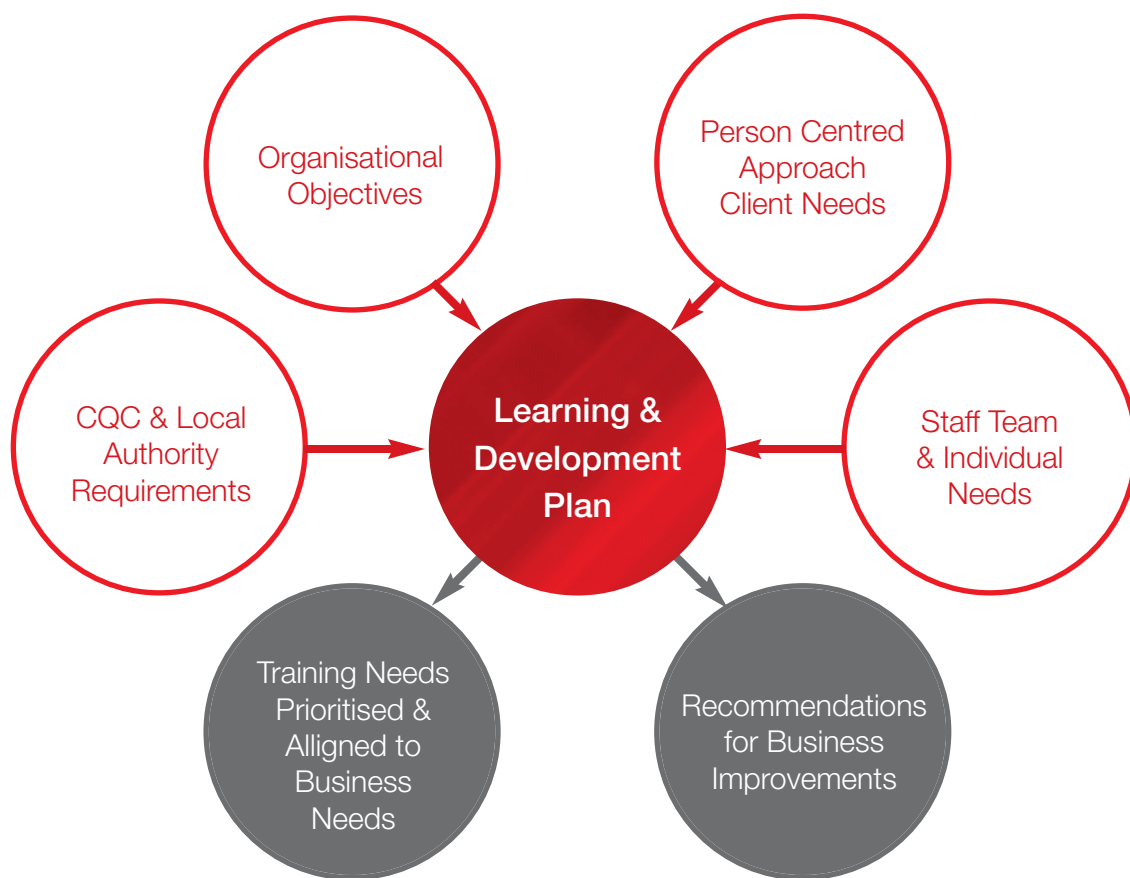 Organisational
Objectives
Person Centred
Approach
Client Needs
CQC & Local
Authority
Requirements
Learning &
Development
Plan
Staff Team
& Individual
Needs
Training Needs
Prioritised &
Alligned to
Business
Needs
Recommendations
for Business
Improvements